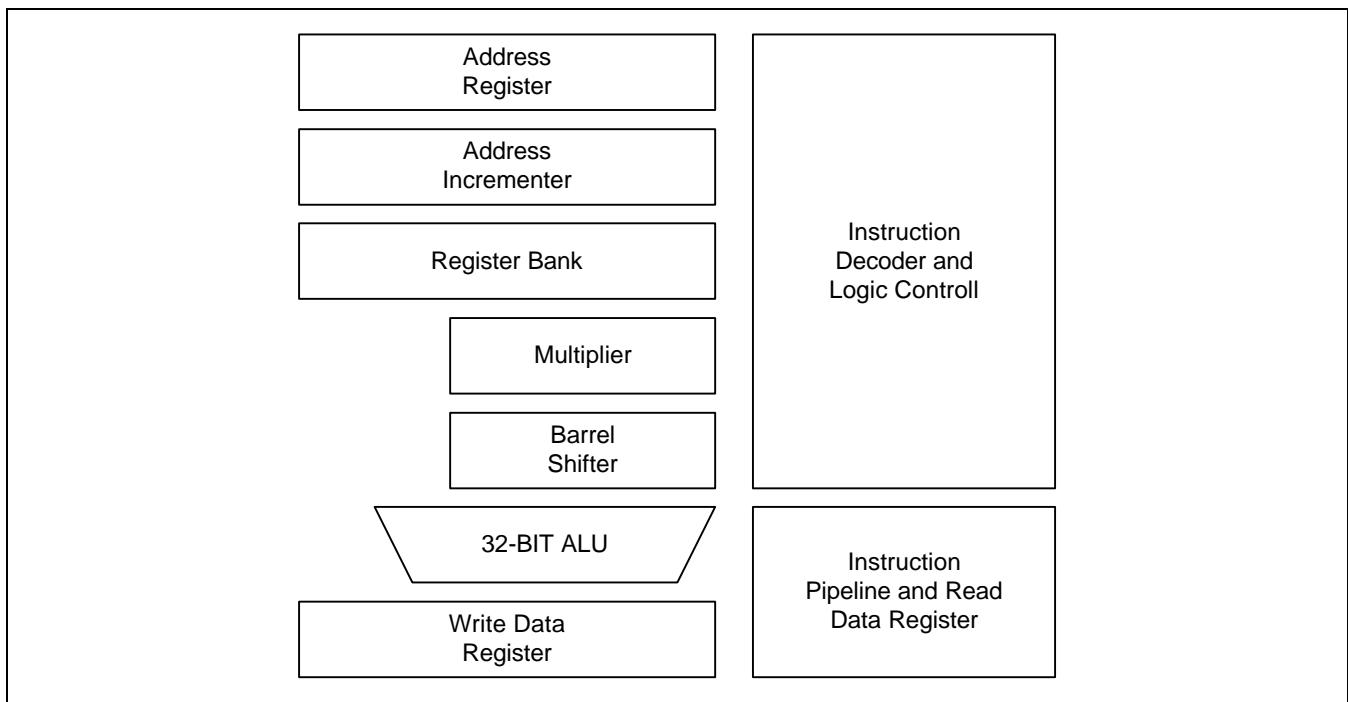 Address
Register
Address
Incrementer
Register Bank
Multiplier
Barrel
Shifter
32-BIT ALU
Write Data
Register
Instruction
Decoder and
Logic Controll
Instruction
Pipeline and Read
Data Register